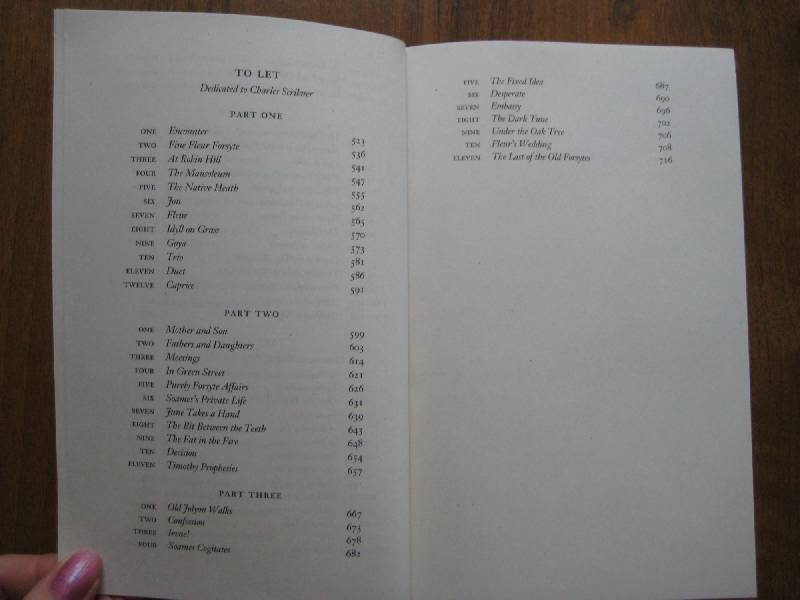 TO LET
Dedicated to Charles Scribner
PART ONE
ONE Encounter 523
TWO Fine Fleur Forsyte 536
THREE At Robin Hill 541
FOUR The Mausoleum 547
FIVE The Native Heath 555
SIX Jon 562
SEVEN Fleur 565
EIGHT Idyll on Grass 570
NINE Goya 573
TEN Trio 581
ELEVEN Duet 586
TWELVE Caprice 591
PART TWO
ONE Mother and Son 599
TWO Fathers and Daughters 603
THREE Meetings 614
FOUR In Green Street 621
FIVE Purely Forsyte Affairs 626
SIX Soames's Private Life 631
SEVEN June Takes a Hand 639
EIGHT The Bit Between the Teeth 643
NINE The Fat in the Fire 648
TEN Decision 654
ELEVEN Timothy Prophesies 657
PART THREE
ONE Old Jolyon Walks 667
TWO Confession 673
THREE Irene! 678
FOUR Soames Cogitates 682
FIVE The Fixed Idea 687
SIX Desperate 690
SEVEN Embassy 696
EIGHT The Dark Tune 702
NINE Under the Oak Tree 706
TEN Fleur's Wedding 708
ELEVEN The Last of the Old Forsytes 716